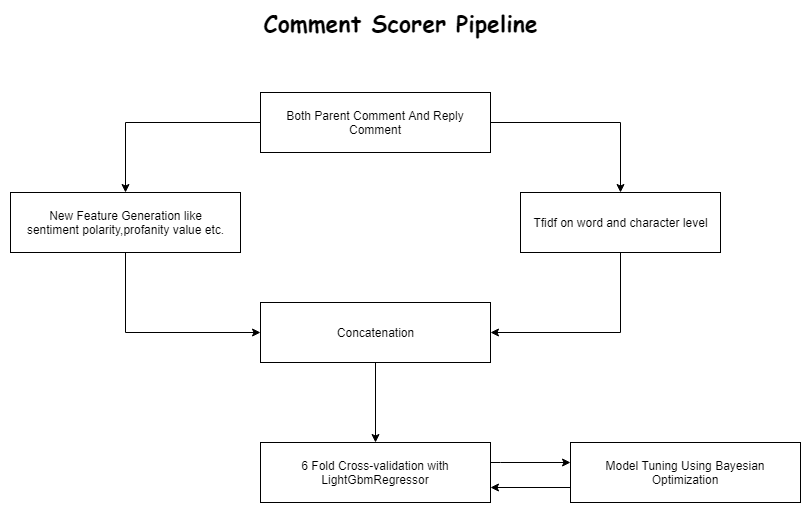 Comment Scorer Pipeline
Both Parent Comment And Reply
Comment
New Feature Generation like
sentiment polarity,profanity value etc.
Tfidf on word and character level
Concatenation
6 Fold Cross-validation with
LightGbmRegressor
Model Tuning Using Bayesian
Optimization